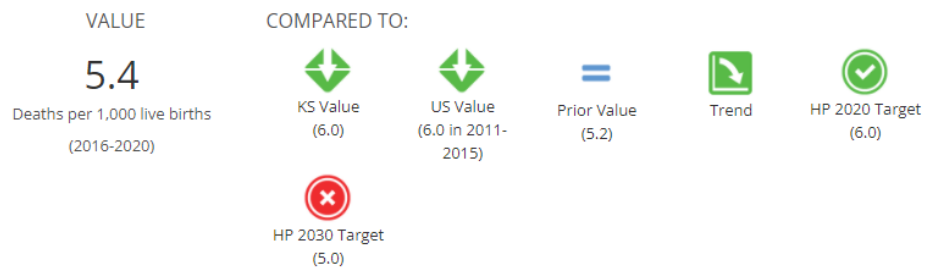 VALUE
COMPARED TO:
5.4
Deaths per 1,000 live births
(2016-2020)
KS Value
(6.0)
US Value
(6.0 in 2011-
2015)
Prior Value
(5.2)
Trend
HP 2020 Target
(6.0)
HP 2030 Target
(5.0)